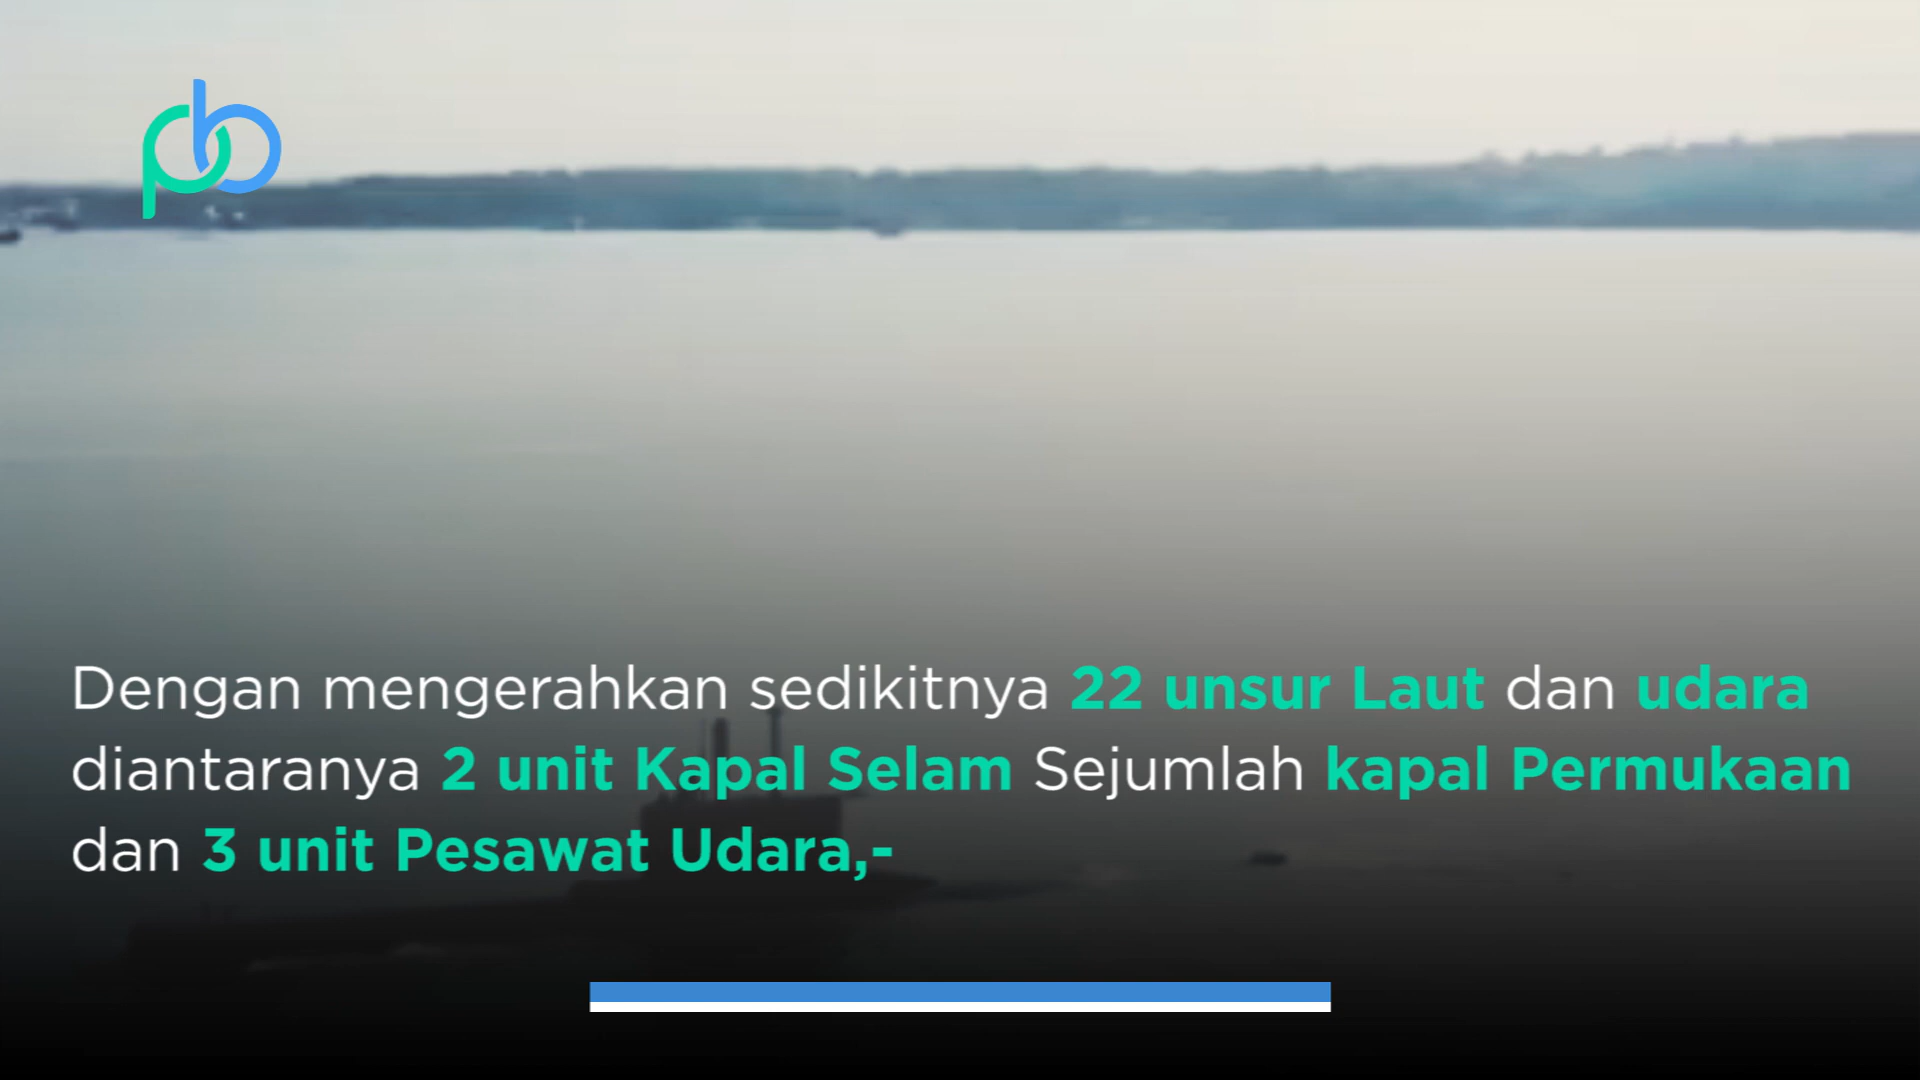 pb
Dengan mengerahkan sedikitnya 22 unsur Laut dan udara
diantaranya 2 unit Kapal Selam Sejumlah kapal Permukaan
dan 3 unit Pesawat Udara,-